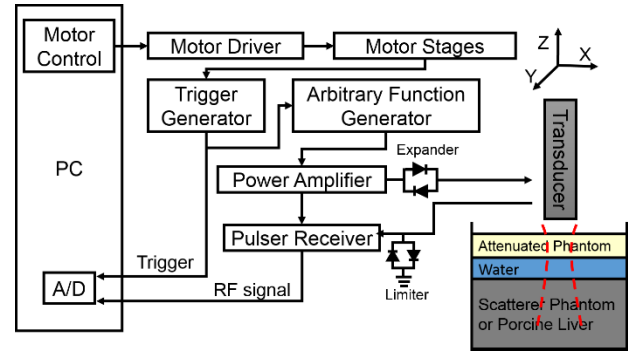 Motor
Control
Motor Driver
Motor Stages
Z
X
Y
Trigger
Generator
Arbitrary Function
Generator
Transducer
PC
Expander
Power Amplifier
Pulser Receiver
Attenuated Phantom
Water
Trigger
A/D
RF signal
Limiter
Scatterer Phantom
or Porcine Liver